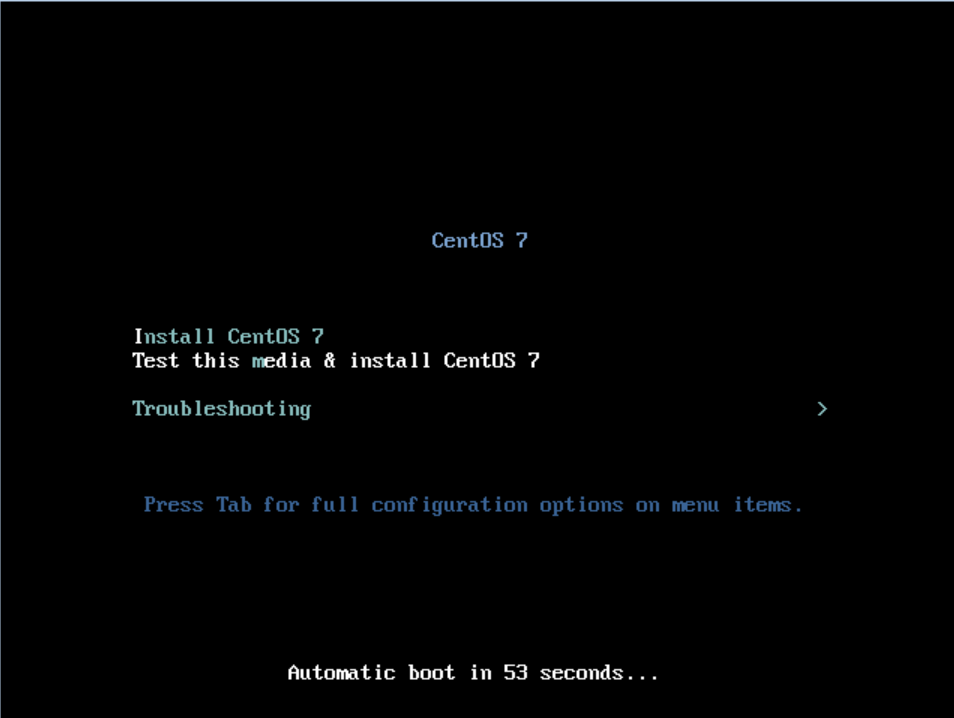 CentOS 7
Install CentOS 7
Test this media & install CentOS 7
Troubleshooting >
Press Tab for full configuration options on menu items.
Automatic boot in 53 seconds...